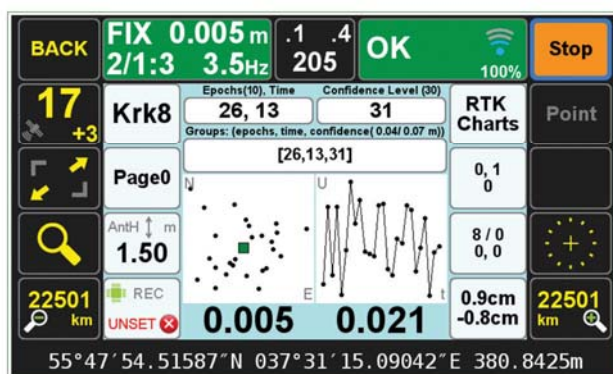 BACK
FIX 0.005 m
2/1:3 3.5Hz
.1 .4
205
OK
100%
Stop
17
+3
Krk8
Epochs(10), Time
26, 13
Confidence Level (30)
31
RTK
Charts
Point
Groups: (epochs, time, confidence( 0.04/ 0.07 m))
[26,13,31]
Page0
0, 1
0
N
U
AntH m
1.50
8 / 0
0, 0
E
t
22501
km
REC
UNSET
0.005
0.021
0.9cm
-0.8cm
22501
km
55°47′54.51587″N 037°31′15.09042″E 380.8425m